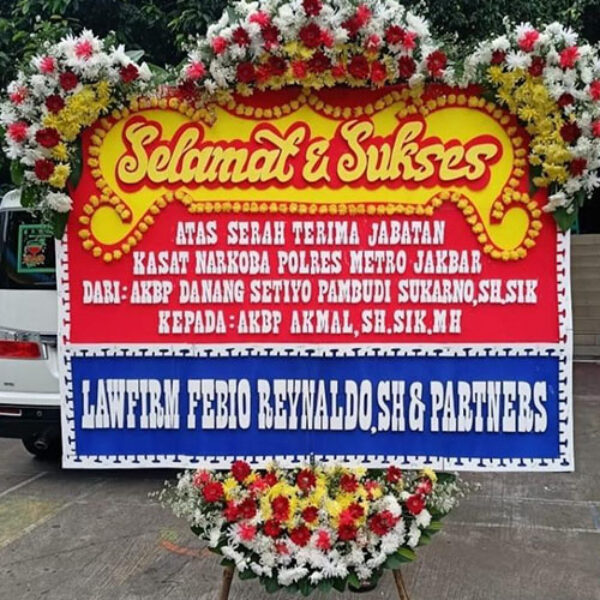 Selamat & Sukses
ATAS SERAH TERIMA JABATAN
KASAT NARKOBA POLRES METRO JAKBAR
DARI: AKBP DANANG SETIYO PAMBUDI SUKARNO,SH.SIK
KEPADA: AKBP AKMAL,SH.SIK.MH
LAWFIRM FEBIO REYNALDO,SH & PARTNERS